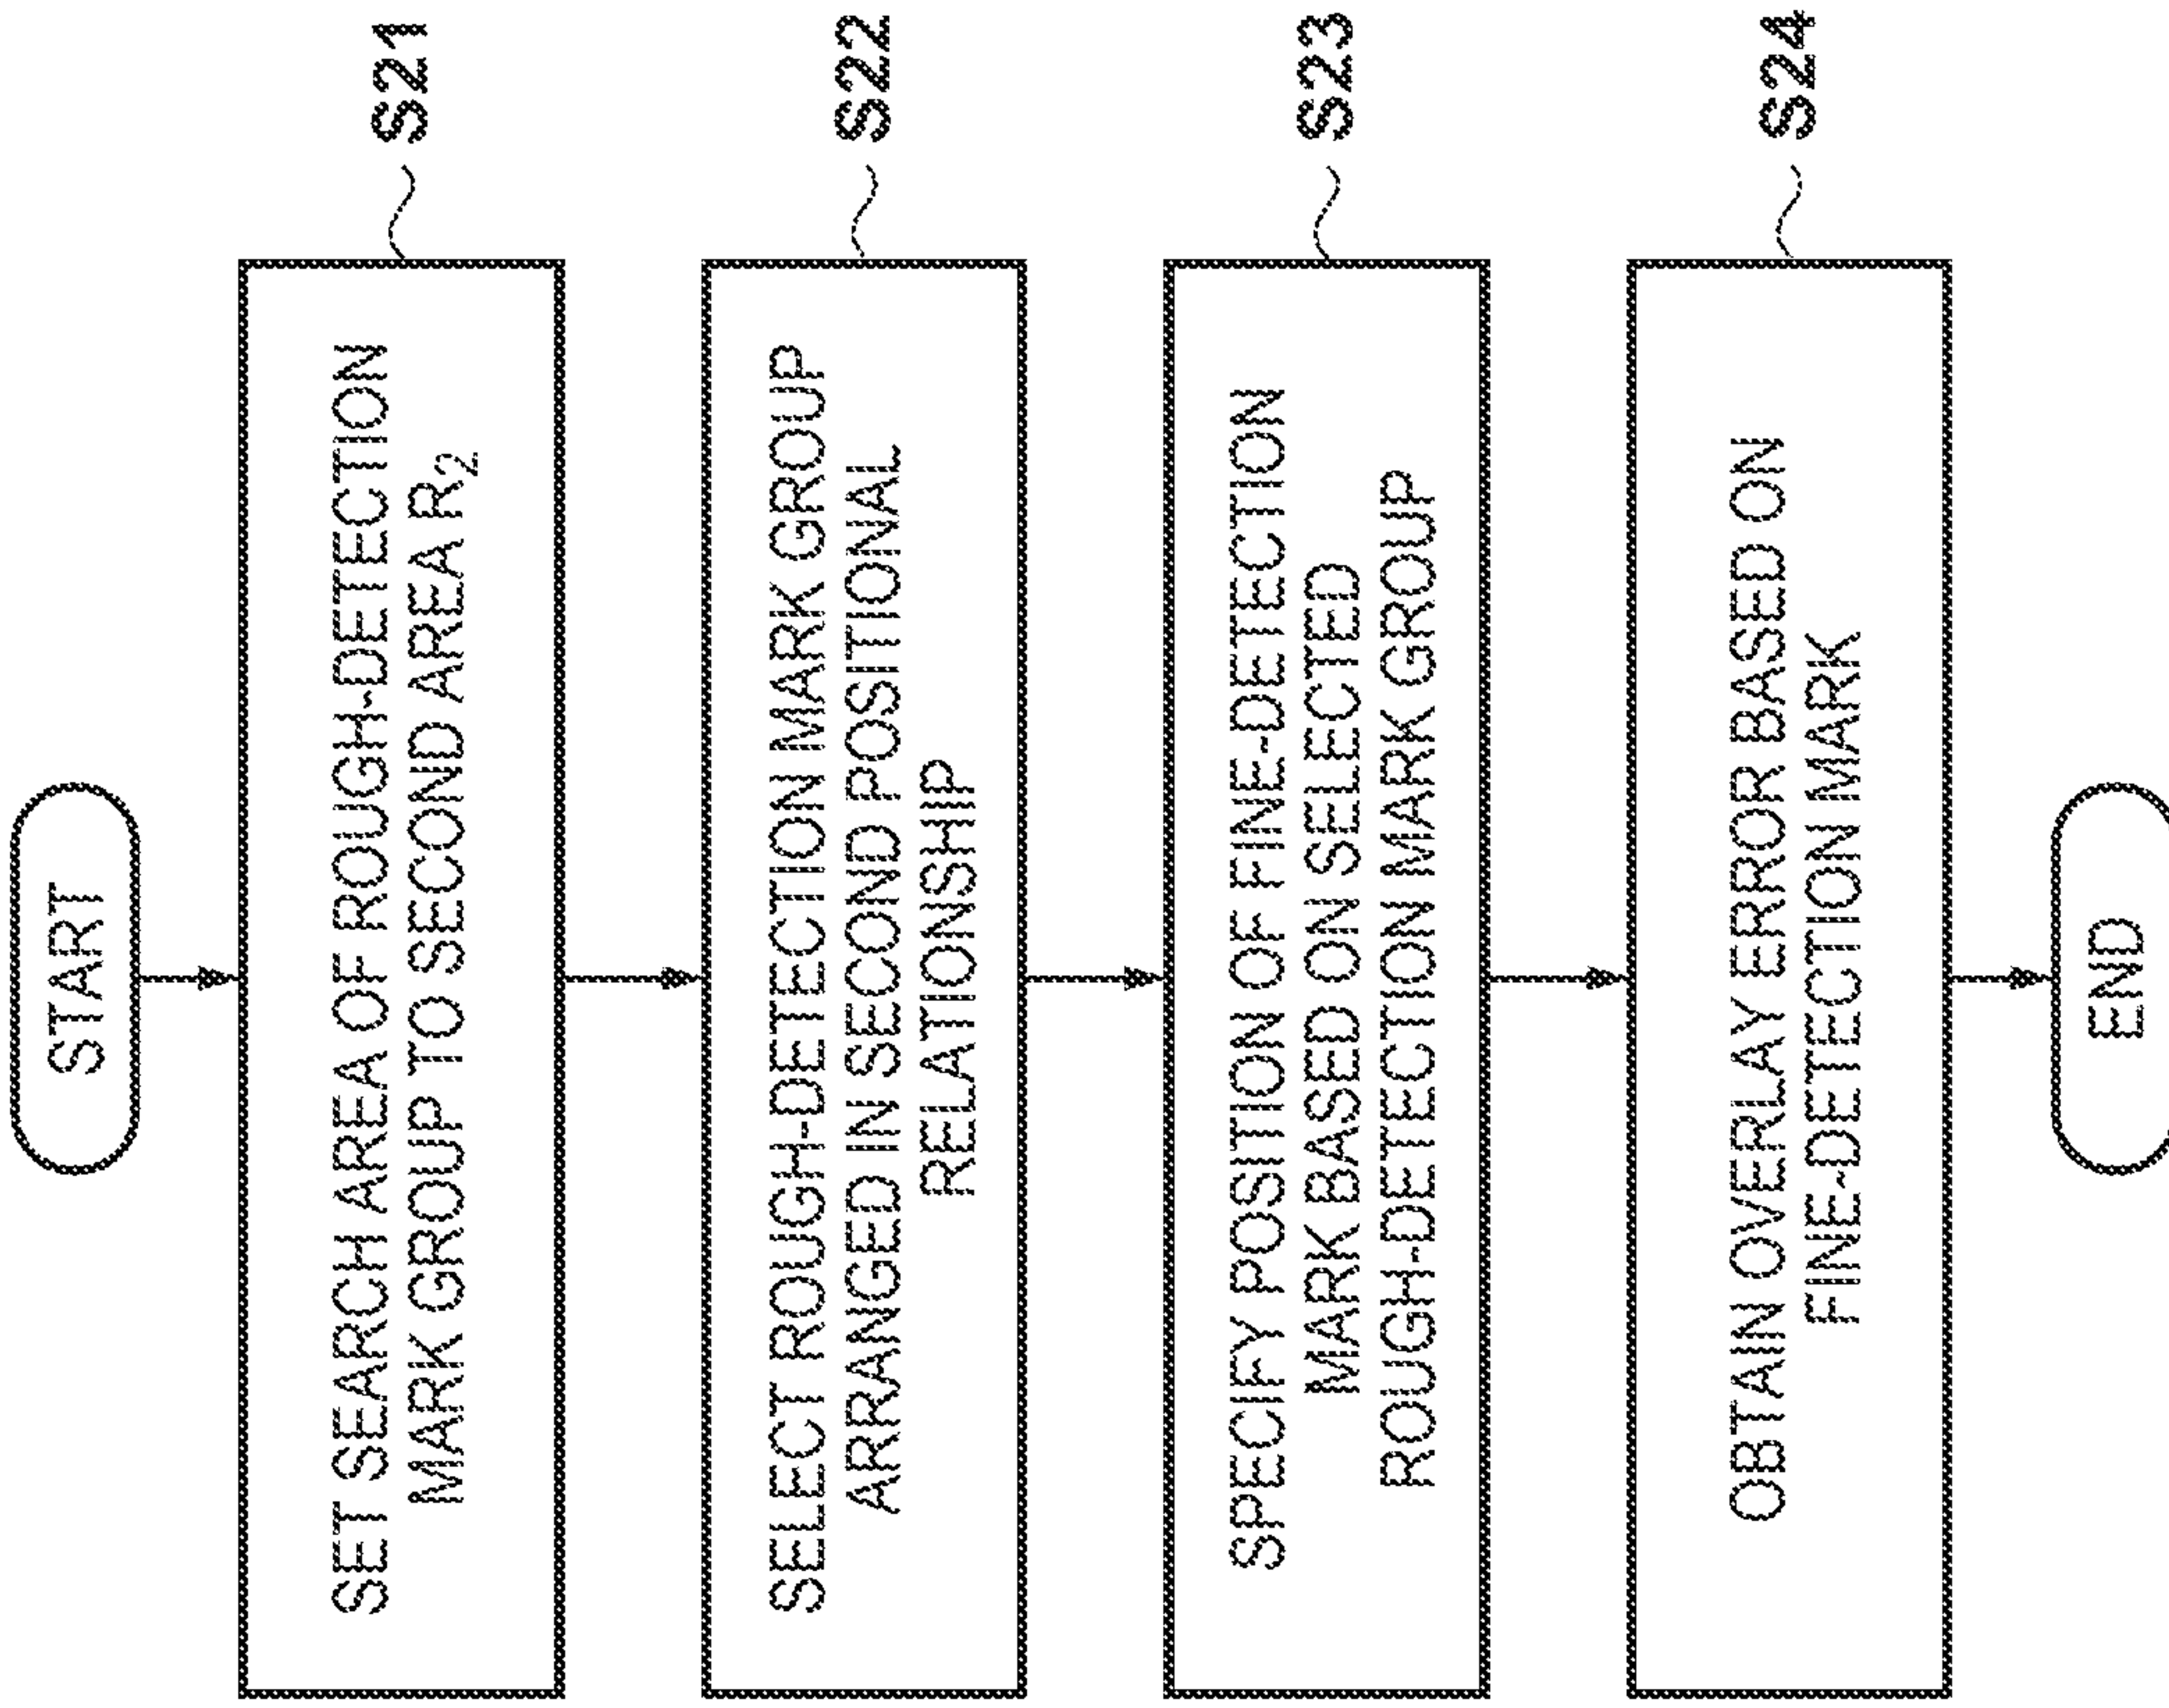 START
SET SEARCH AREA OF ROUGH-DETECTION
MARK GROUP TO SECOND AREA R₂
S21
SELECT ROUGH-DETECTION MARK GROUP
ARRANGED IN SECOND POSITIONAL
RELATIONSHIP
S22
SPECIFY POSITION OF FINE-DETECTION
MARK BASED ON SELECTED
ROUGH-DETECTION MARK GROUP
S23
OBTAIN OVERLAY ERROR BASED ON
FINE-DETECTION MARK
S24
END